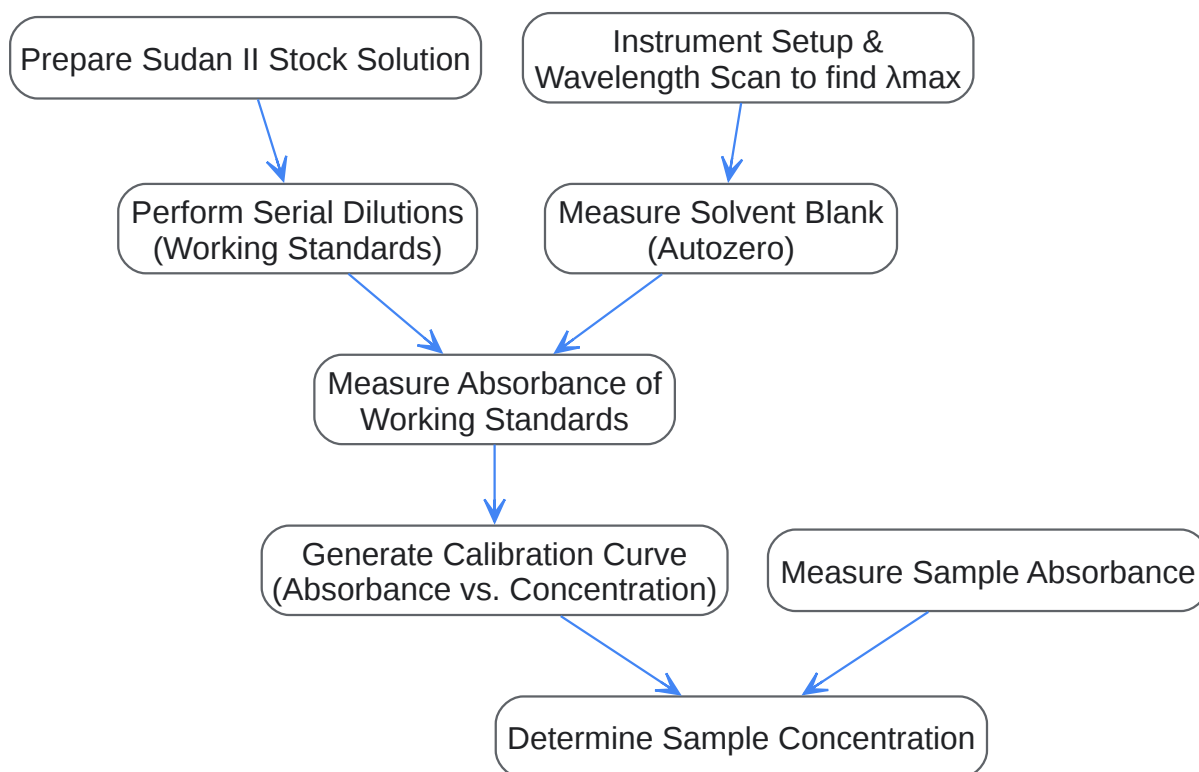 Prepare Sudan II Stock Solution
Instrument Setup &
Wavelength Scan to find λmax
Perform Serial Dilutions
(Working Standards)
Measure Solvent Blank
(Autozero)
Measure Absorbance of
Working Standards
Generate Calibration Curve
(Absorbance vs. Concentration)
Measure Sample Absorbance
Determine Sample Concentration